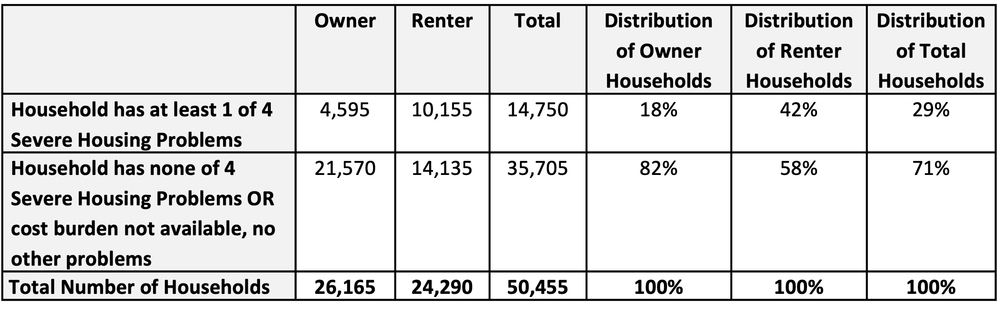 Owner Renter Total Distribution Distribution Distribution
of Owner of Renter of Total
Households Households Households
Household has at least 1 of 4 4,595 10,155 14,750 18% 42% 29%
Severe Housing Problems
Household has none of 4 21,570 14,135 35,705 82% 58% 71%
Severe Housing Problems OR
cost burden not available, no
other problems
Total Number of Households 26,165 24,290 50,455 100% 100% 100%